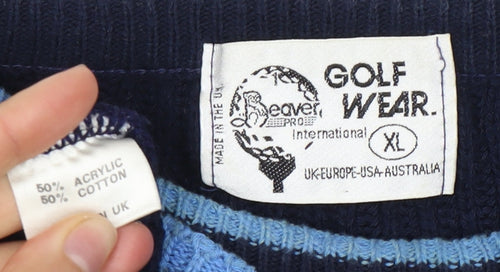 GOLF
WEAR.
Beaver
PRO
International
XL
MADE IN THE UK
UK-EUROPE-USA-AUSTRALIA
50% ACRYLIC
50% COTTON
IN UK